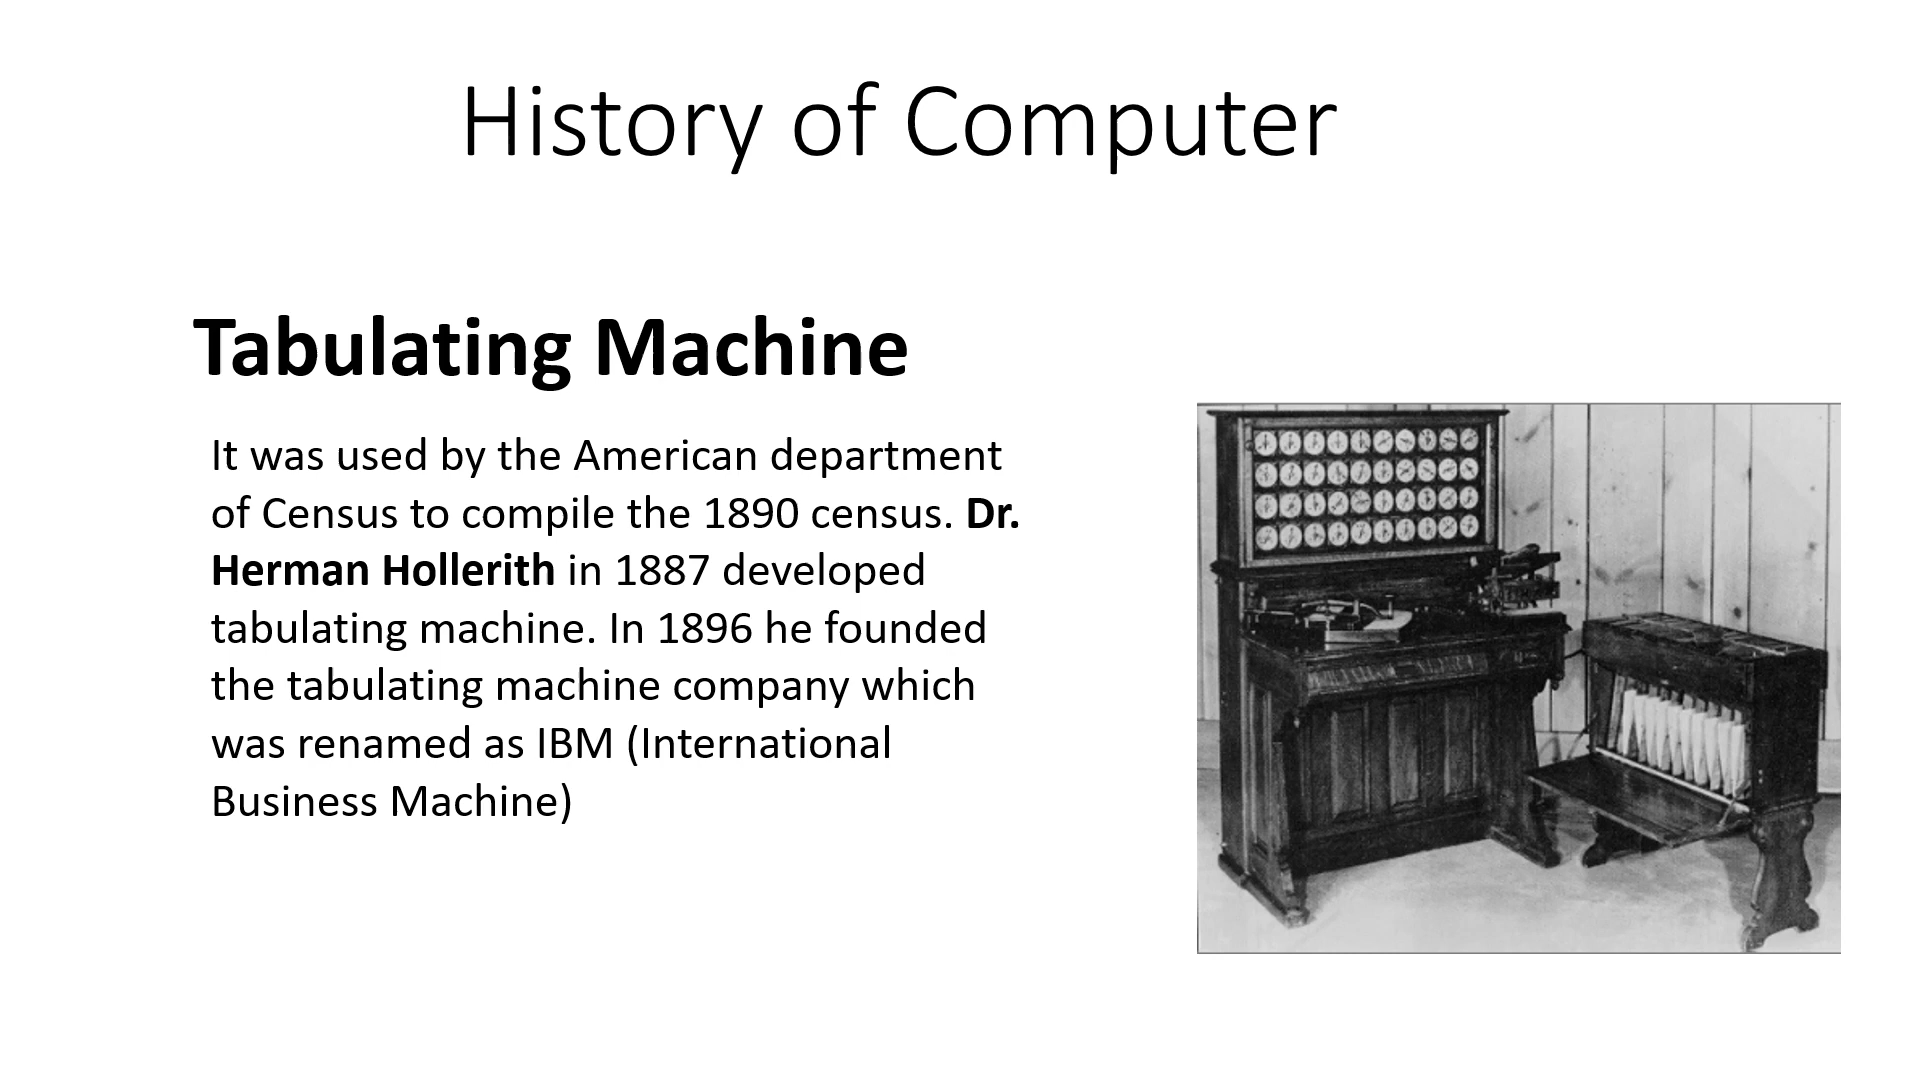 History of Computer
Tabulating Machine
It was used by the American department
of Census to compile the 1890 census. Dr.
Herman Hollerith in 1887 developed
tabulating machine. In 1896 he founded
the tabulating machine company which
was renamed as IBM (International
Business Machine)